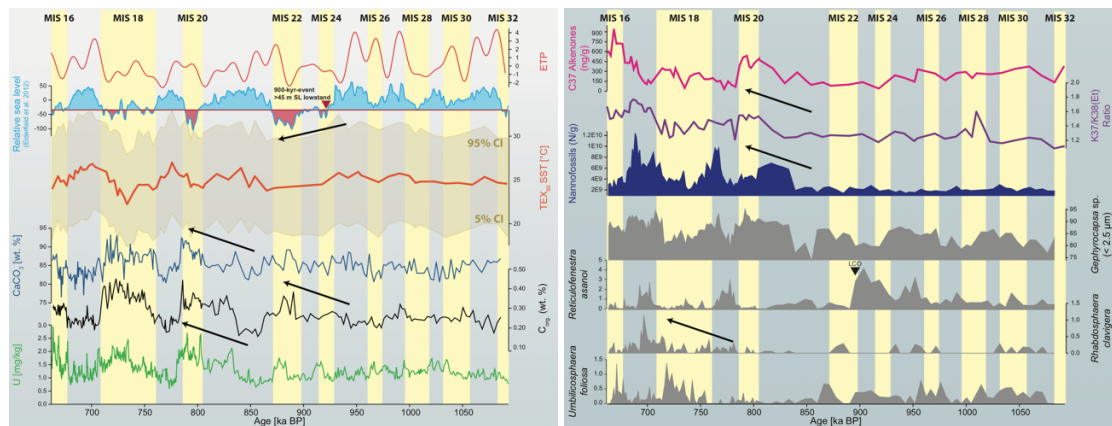 MIS 16 MIS 18 MIS 20 MIS 22 MIS 24 MIS 26 MIS 28 MIS 30 MIS 32
4
3
2
1
0
-1
-2
ETP
Relative sea level
(Elderfield et al. 2012)
50
0
-50
-100
900-kyr-event
>45 m SL lowstand
95% CI
5% CI
30
25
20
TEX86 SST [°C]
CaCO3 [wt. %]
95
90
85
80
75
0.50
0.40
0.30
0.20
0.10
Corg. (wt. %)
U [mg/kg]
3.0
2.5
2.0
1.5
1.0
0.5
0.0
700 750 800 850 900 950 1000 1050
Age [ka BP]
MIS 16 MIS 18 MIS 20 MIS 22 MIS 24 MIS 26 MIS 28 MIS 30 MIS 32
C37 Alkenones
(ng/g)
900
750
600
450
300
150
0
2.0
1.8
1.6
1.4
1.2
K37/K38(Et)
Ratio
Nannofossils (N/g)
1.2E10
1E10
8E9
6E9
4E9
2E9
95
90
85
80
75
Gephyrocapsa sp.
(< 2.5 µm)
Reticulofenestra
asanoi
5
4
3
2
1
0
LCO
1.5
1.0
0.5
0.0
Rhabdosphaera
clavigera
Umbilicosphaera
foliosa
1.5
1.0
0.5
0.0
700 750 800 850 900 950 1000 1050
Age [ka BP]